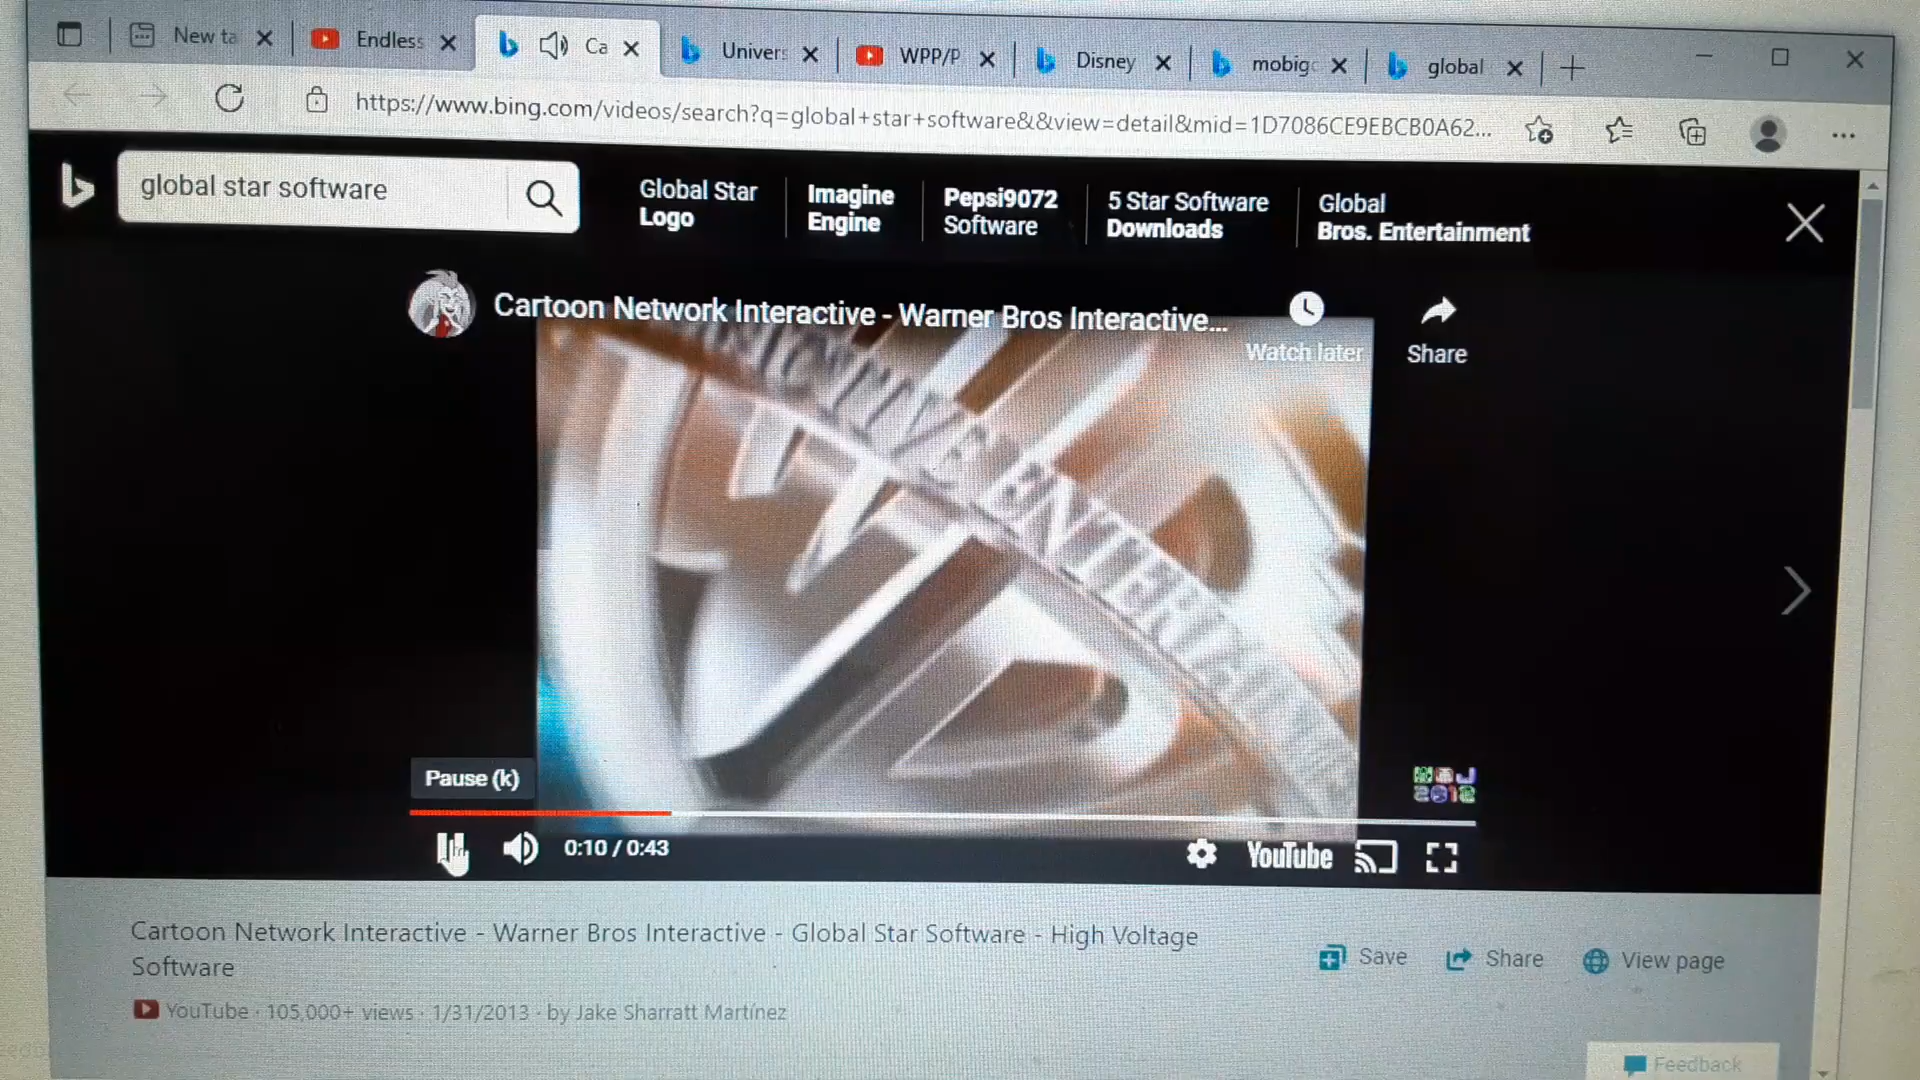 New ta
Endless
Ca
Univers
WPP/P
Disney
mobigo
global
https://www.bing.com/videos/search?q=global+star+software&&view=detail&mid=1D7086CE9EBCB0A62...
global star software
Global Star
Logo
Imagine
Engine
Pepsi9072
Software
5 Star Software
Downloads
Global
Bros. Entertainment
Cartoon Network Interactive - Warner Bros Interactive...
Watch later
Share
Pause (k)
2012
0:10 / 0:43
YouTube
Cartoon Network Interactive - Warner Bros Interactive - Global Star Software - High Voltage
Software
Save
Share
View page
YouTube · 105,000+ views · 1/31/2013 · by Jake Sharratt Martínez
Feedback